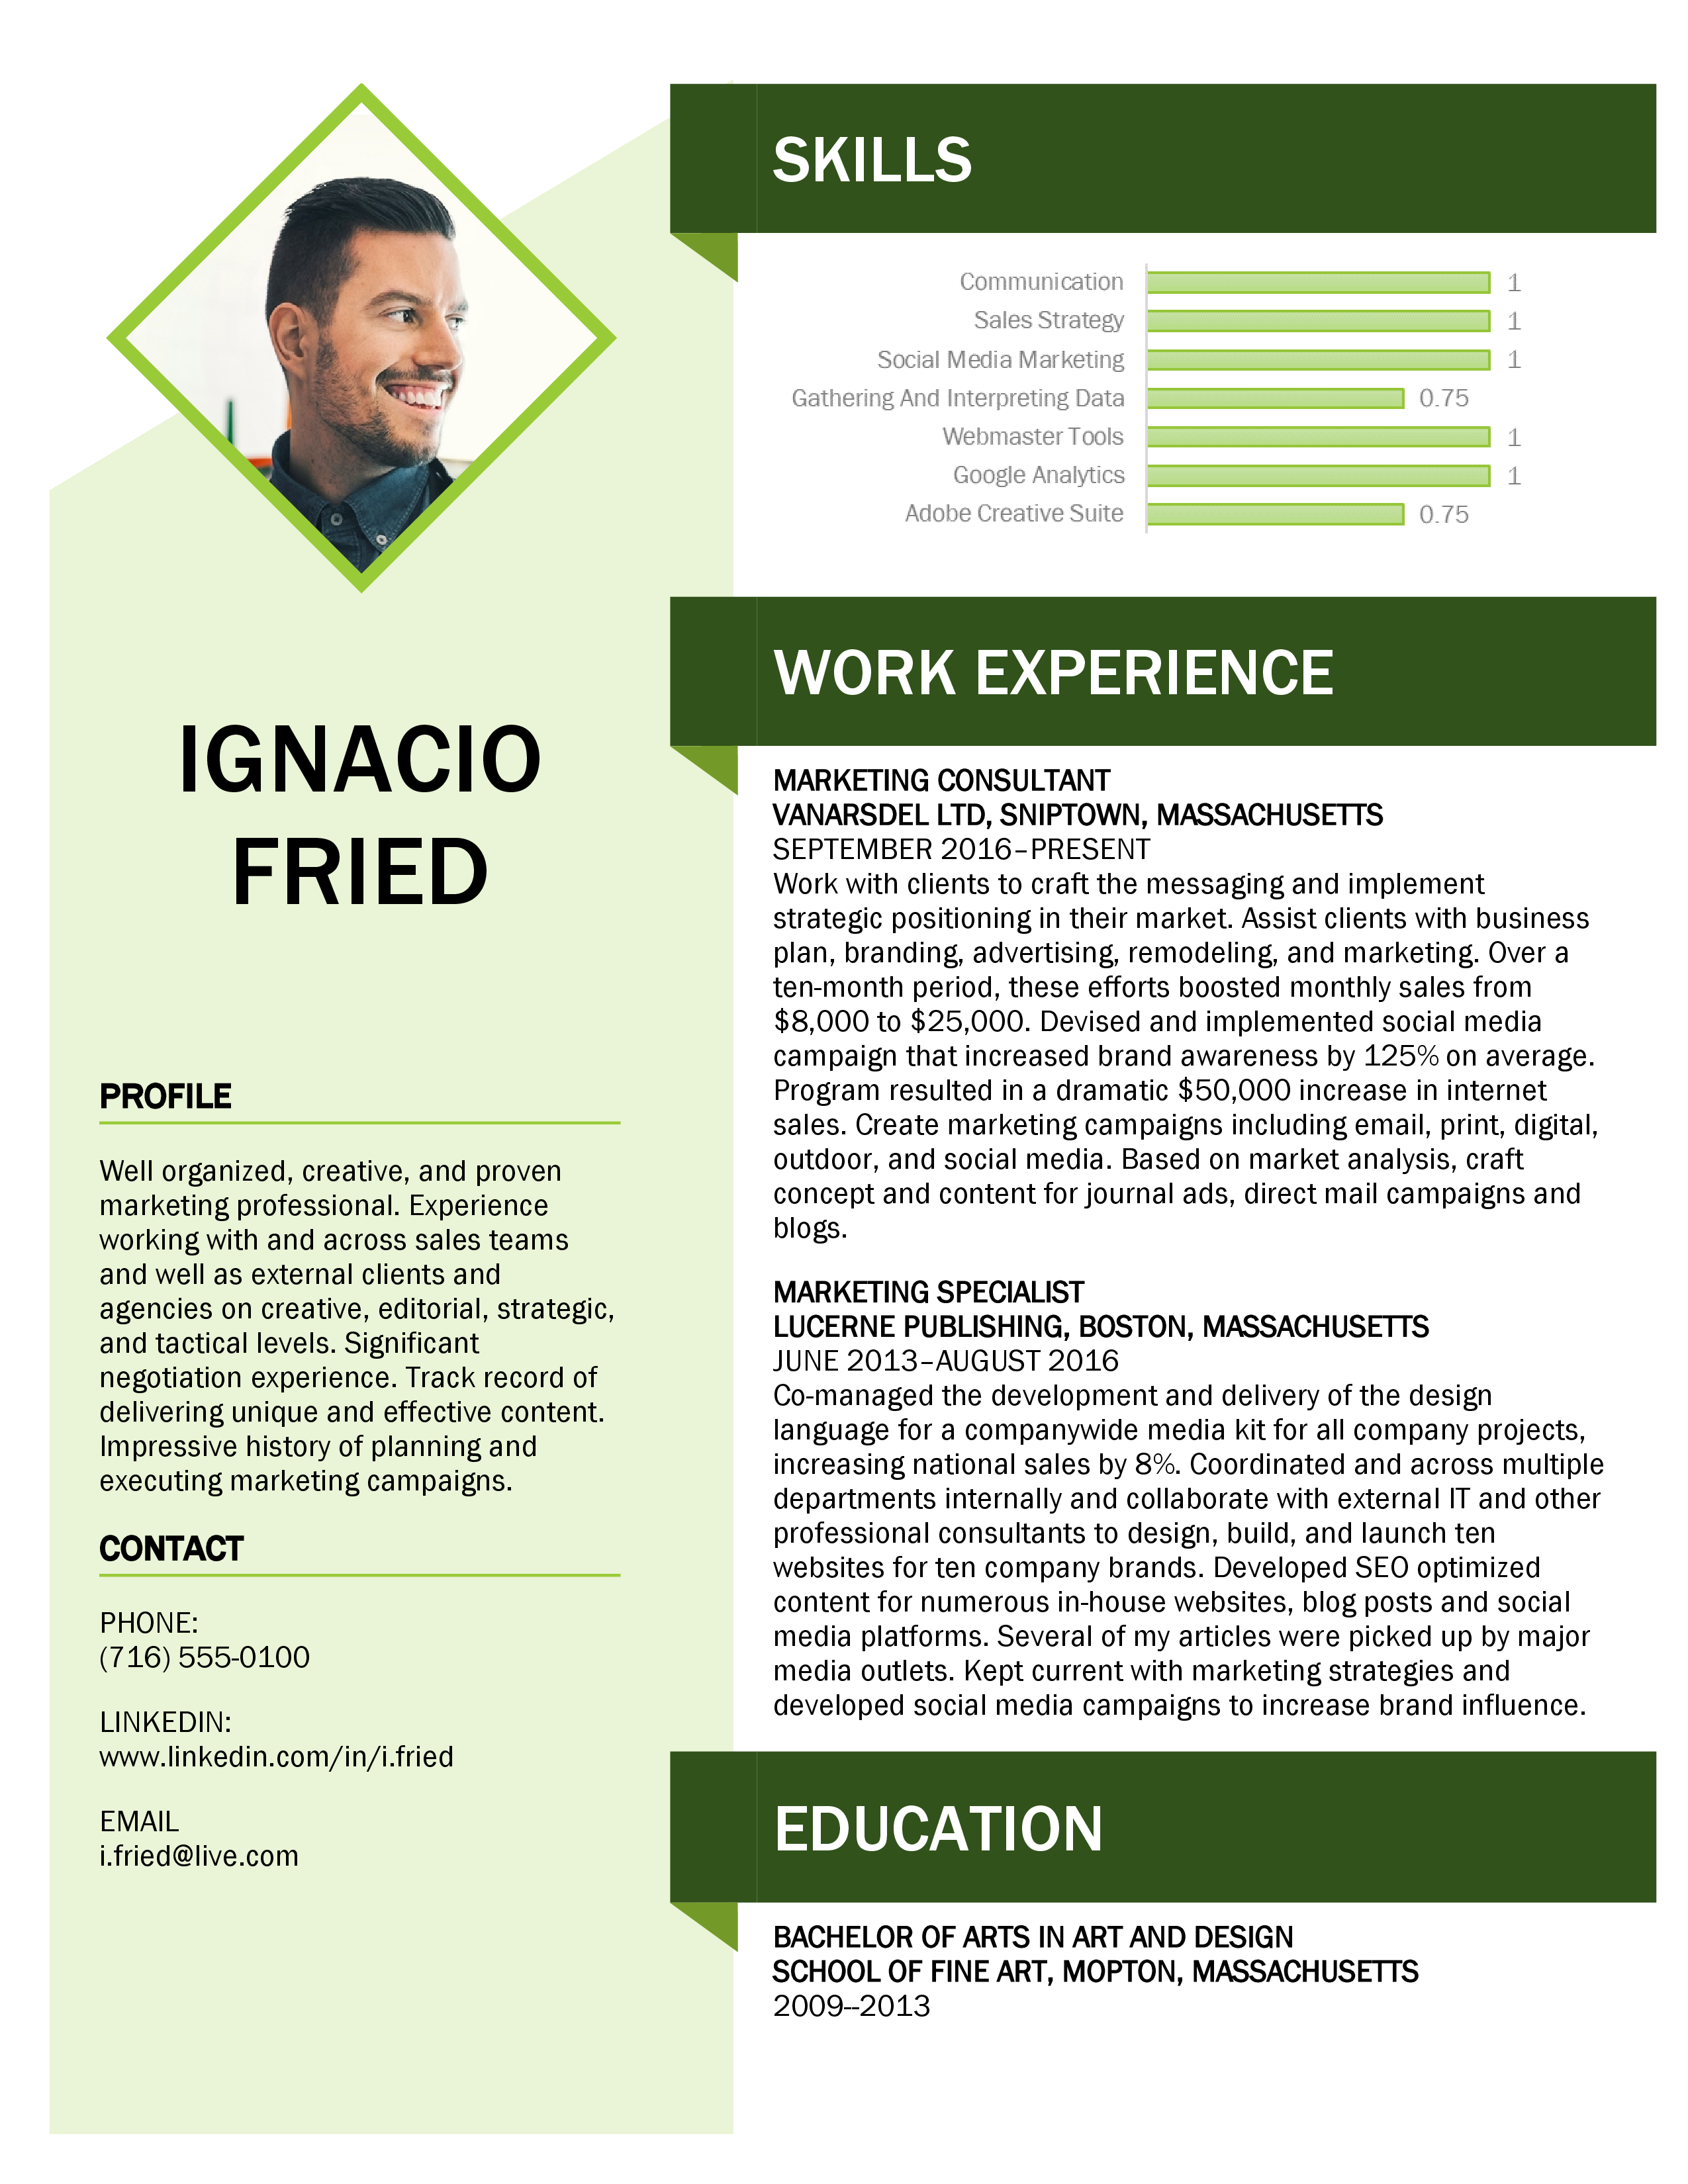 IGNACIO
FRIED
PROFILE
Well organized, creative, and proven
marketing professional. Experience
working with and across sales teams
and well as external clients and
agencies on creative, editorial, strategic,
and tactical levels. Significant
negotiation experience. Track record of
delivering unique and effective content.
Impressive history of planning and
executing marketing campaigns.
CONTACT
PHONE:
(716) 555-0100
LINKEDIN:
www.linkedin.com/in/i.fried
EMAIL
i.fried@live.com
SKILLS
Communication 1
Sales Strategy 1
Social Media Marketing 1
Gathering And Interpreting Data 0.75
Webmaster Tools 1
Google Analytics 1
Adobe Creative Suite 0.75
WORK EXPERIENCE
MARKETING CONSULTANT
VANARSDEL LTD, SNIPTOWN, MASSACHUSETTS
SEPTEMBER 2016–PRESENT
Work with clients to craft the messaging and implement
strategic positioning in their market. Assist clients with business
plan, branding, advertising, remodeling, and marketing. Over a
ten-month period, these efforts boosted monthly sales from
$8,000 to $25,000. Devised and implemented social media
campaign that increased brand awareness by 125% on average.
Program resulted in a dramatic $50,000 increase in internet
sales. Create marketing campaigns including email, print, digital,
outdoor, and social media. Based on market analysis, craft
concept and content for journal ads, direct mail campaigns and
blogs.
MARKETING SPECIALIST
LUCERNE PUBLISHING, BOSTON, MASSACHUSETTS
JUNE 2013–AUGUST 2016
Co-managed the development and delivery of the design
language for a companywide media kit for all company projects,
increasing national sales by 8%. Coordinated and across multiple
departments internally and collaborate with external IT and other
professional consultants to design, build, and launch ten
websites for ten company brands. Developed SEO optimized
content for numerous in-house websites, blog posts and social
media platforms. Several of my articles were picked up by major
media outlets. Kept current with marketing strategies and
developed social media campaigns to increase brand influence.
EDUCATION
BACHELOR OF ARTS IN ART AND DESIGN
SCHOOL OF FINE ART, MOPTON, MASSACHUSETTS
2009--2013